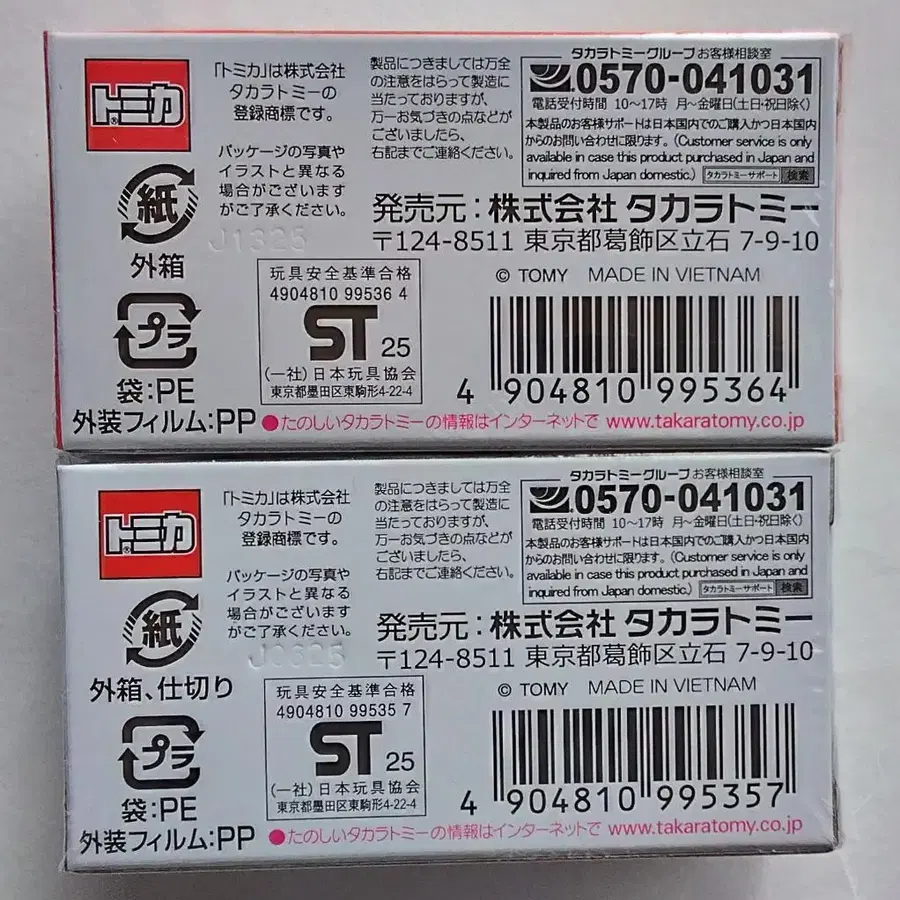 トミカ
「トミカ」は株式会社
タカラトミーの
登録商標です。
パッケージの写真や
イラストと異なる
場合がございます
がご了承ください。
J1325
紙
外箱
プラ
袋:PE
外装フィルム:PP
製品につきましては万全
の注意をはらって製造に
当たっておりますが、
万一お気づきの点などが
ございましたら、
右記までご連絡ください。
タカラトミーグループ お客様相談室
0570-041031
電話受付時間 10〜17時 月〜金曜日(土日・祝日除く)
本製品のお客様サポートは日本国内でのご購入かつ日本国内
からのお問い合わせに限ります。(Customer service is only
available in case this product purchased in Japan and
inquired from Japan domestic.) タカラトミーサポート 検索
発売元:株式会社 タカラトミー
〒124-8511 東京都葛飾区立石 7-9-10
© TOMY MADE IN VIETNAM
玩具安全基準合格
4904810 99536 4
ST 25
(一社)日本玩具協会
東京都墨田区東駒形4-22-4
4 904810 995364
●たのしいタカラトミーの情報はインターネットで www.takaratomy.co.jp
トミカ
「トミカ」は株式会社
タカラトミーの
登録商標です。
パッケージの写真や
イラストと異なる
場合がございます
がご了承ください。
J0625
紙
外箱、仕切り
プラ
袋:PE
外装フィルム:PP
製品につきましては万全
の注意をはらって製造に
当たっておりますが、
万一お気づきの点などが
ございましたら、
右記までご連絡ください。
タカラトミーグループ お客様相談室
0570-041031
電話受付時間 10〜17時 月〜金曜日(土日・祝日除く)
本製品のお客様サポートは日本国内でのご購入かつ日本国内
からのお問い合わせに限ります。(Customer service is only
available in case this product purchased in Japan and
inquired from Japan domestic.) タカラトミーサポート 検索
発売元:株式会社 タカラトミー
〒124-8511 東京都葛飾区立石 7-9-10
© TOMY MADE IN VIETNAM
玩具安全基準合格
4904810 99535 7
ST 25
(一社)日本玩具協会
東京都墨田区東駒形4-22-4
4 904810 995357
●たのしいタカラトミーの情報はインターネットで www.takaratomy.co.jp